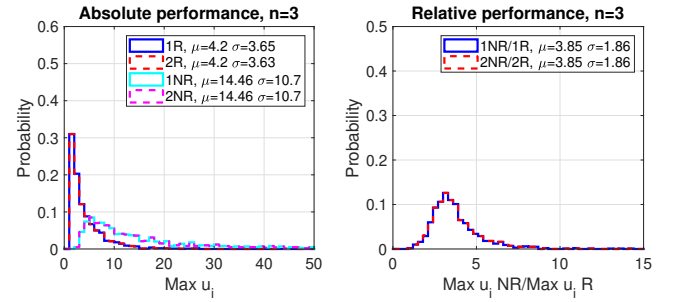 Absolute performance, n=3
0.6
0.5
0.4
0.3
0.2
0.1
0
Probability
1R, μ=4.2 σ=3.65
2R, μ=4.2 σ=3.63
1NR, μ=14.46 σ=10.7
2NR, μ=14.46 σ=10.7
0 10 20 30 40 50
Max u_i
Relative performance, n=3
0.5
0.4
0.3
0.2
0.1
0
Probability
1NR/1R, μ=3.85 σ=1.86
2NR/2R, μ=3.85 σ=1.86
0 5 10 15
Max u_i NR/Max u_i R